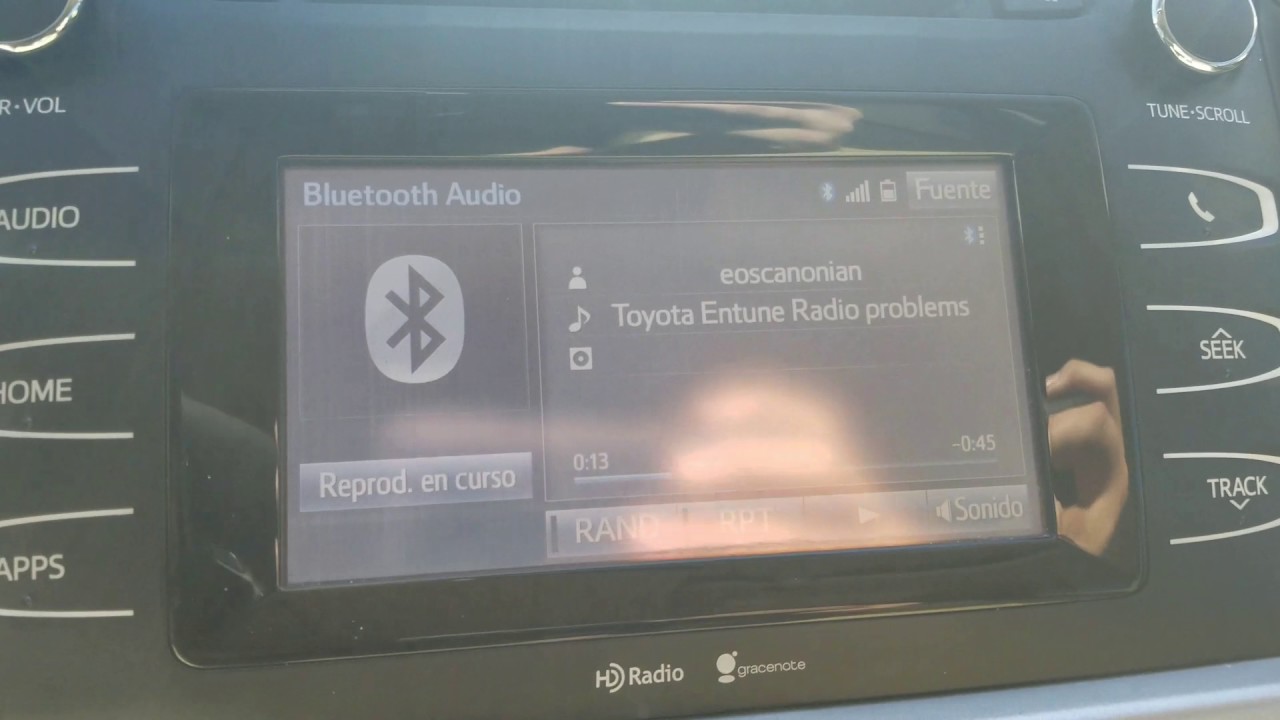 R·VOL
TUNE·SCROLL
AUDIO
HOME
APPS
Bluetooth Audio
Fuente
eoscanonian
Toyota Entune Radio problems
0:13
-0:45
Reprod. en curso
RAND
RPT
Sonido
SEEK
TRACK
HD Radio
gracenote